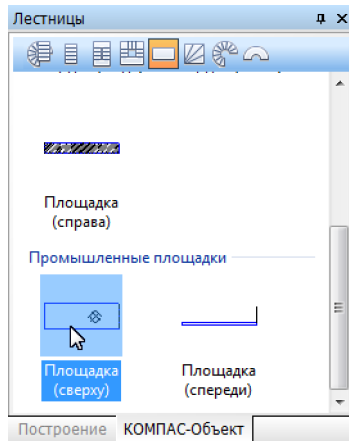 Лестницы
Площадка
(справа)
Промышленные площадки
Площадка
(сверху)
Площадка
(спереди)
Построение
КОМПАС-Объект